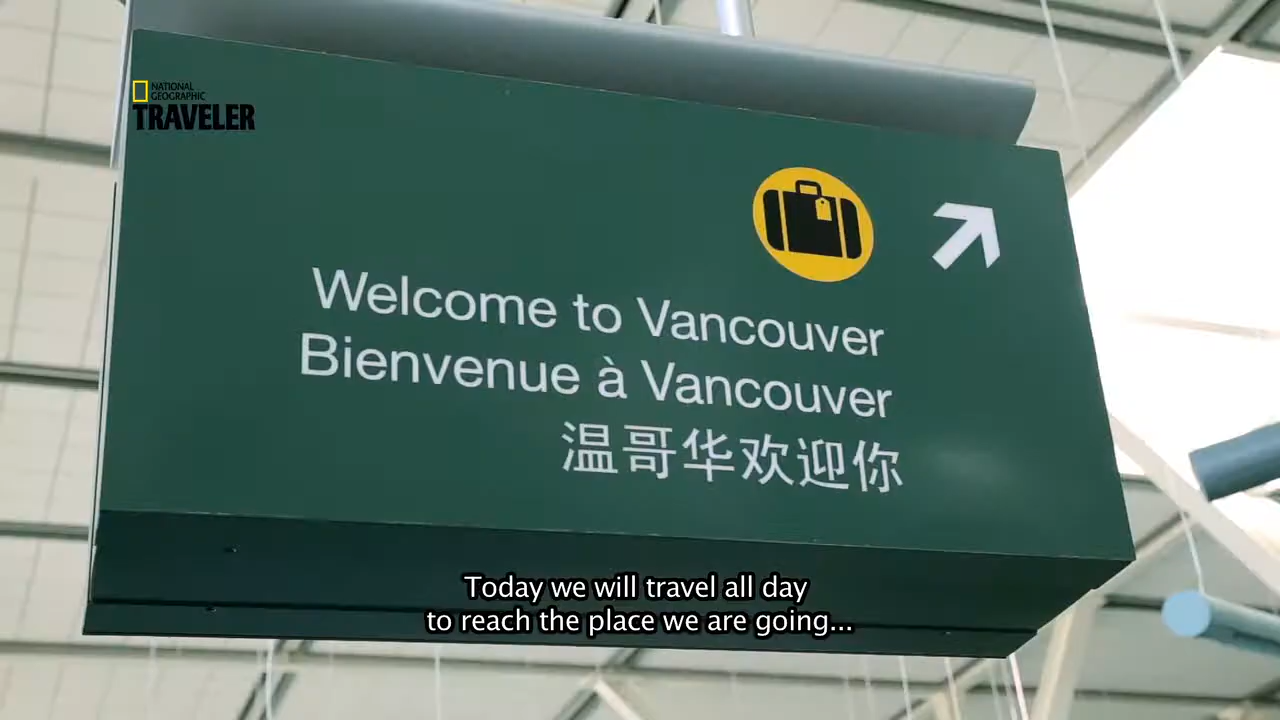 NATIONAL
GEOGRAPHIC
TRAVELER
Welcome to Vancouver
Bienvenue à Vancouver
温哥华欢迎你
Today we will travel all day
to reach the place we are going...